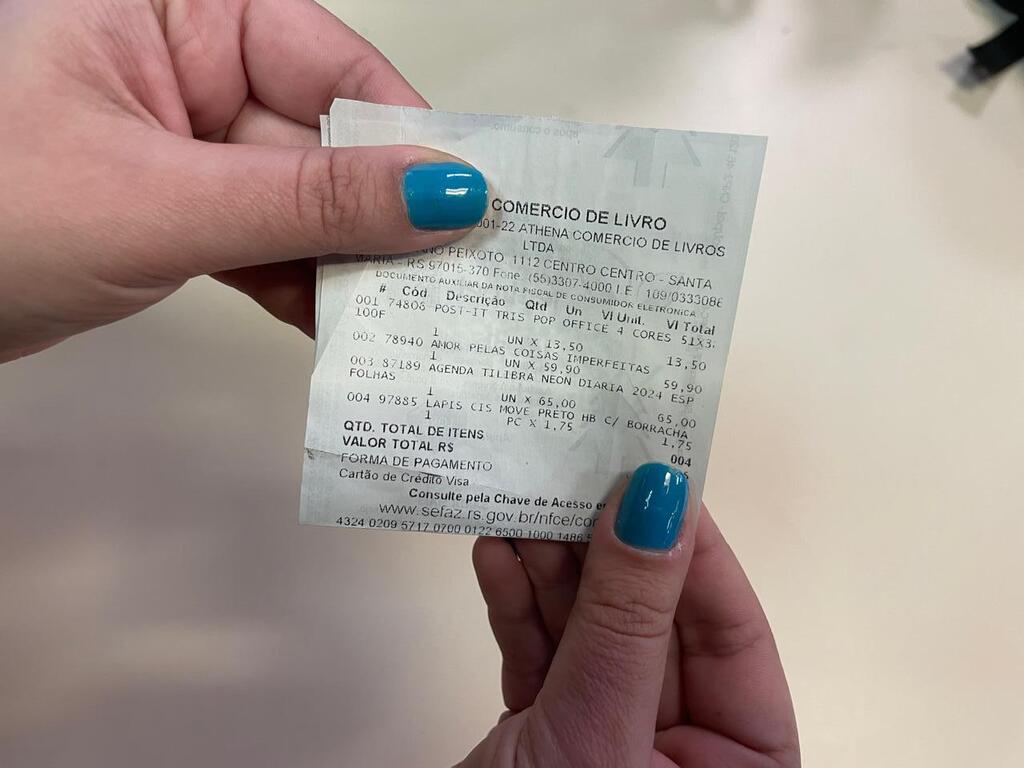 após o consumo.
COMERCIO DE LIVRO
001-22 ATHENA COMERCIO DE LIVROS
LTDA
PEIXOTO, 1112 CENTRO CENTRO - SANTA
MARIA - RS 97015-370 Fone: (55)3307-4000 I.E.: 109/0333086
DOCUMENTO AUXILIAR DA NOTA FISCAL DE CONSUMIDOR ELETRONICA
# Cód Descrição Qtd Un Vl Unit. Vl Total
001 74806 POST-IT TRIS POP OFFICE 4 CORES 51X3
100F
1 UN X 13,50 13,50
002 78940 AMOR PELAS COISAS IMPERFEITAS
1 UN X 59,90 59,90
003 87189 AGENDA TILIBRA NEON DIARIA 2024 ESP
FOLHAS
1 UN X 65,00 65,00
004 97885 LAPIS CIS MOVE PRETO HB C/ BORRACHA
1 PC X 1,75 1,75
QTD. TOTAL DE ITENS 004
VALOR TOTAL R$
FORMA DE PAGAMENTO
Cartão de Crédito Visa
Consulte pela Chave de Acesso
www.sefaz.rs.gov.br/nfce/
4324 0209 5717 0700 0122 6500 1000 1486